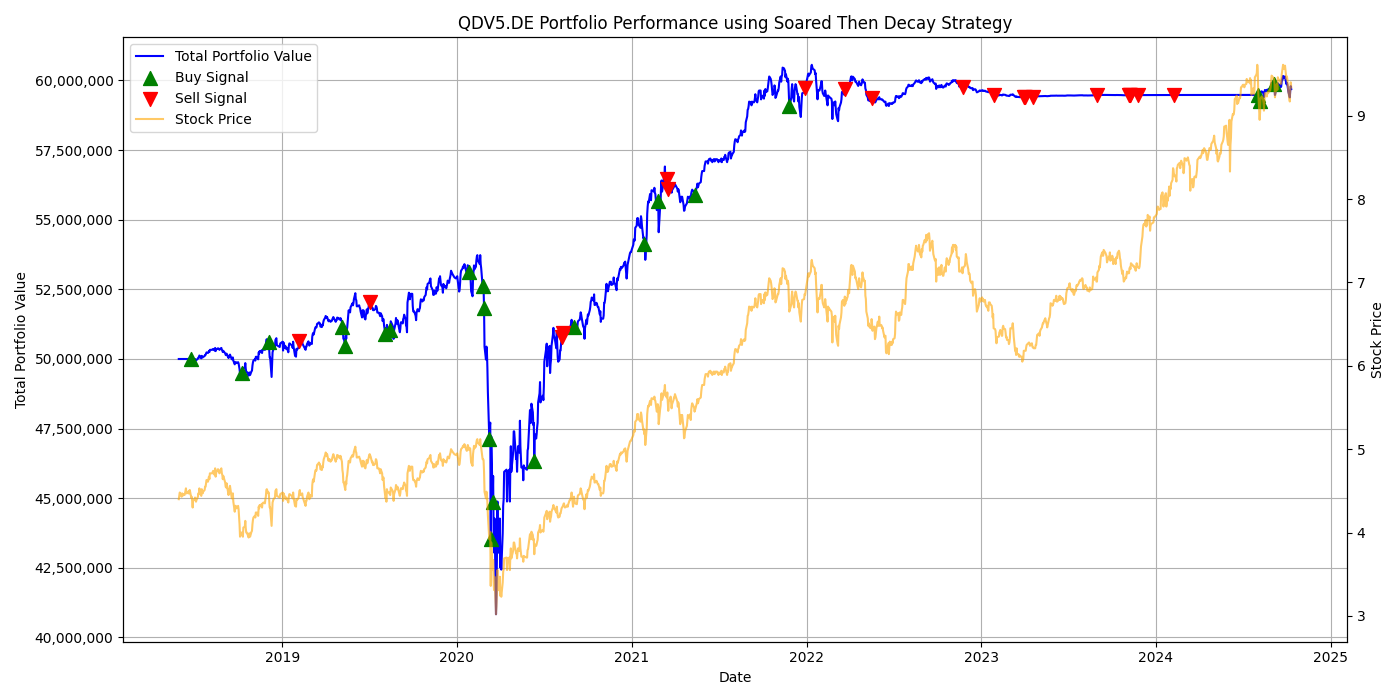 QDV5.DE Portfolio Performance using Soared Then Decay Strategy
Total Portfolio Value
Buy Signal
Sell Signal
Stock Price
60,000,000
57,500,000
55,000,000
52,500,000
50,000,000
47,500,000
45,000,000
42,500,000
40,000,000
Total Portfolio Value
9
8
7
6
5
4
3
Stock Price
2019
2020
2021
2022
2023
2024
2025
Date